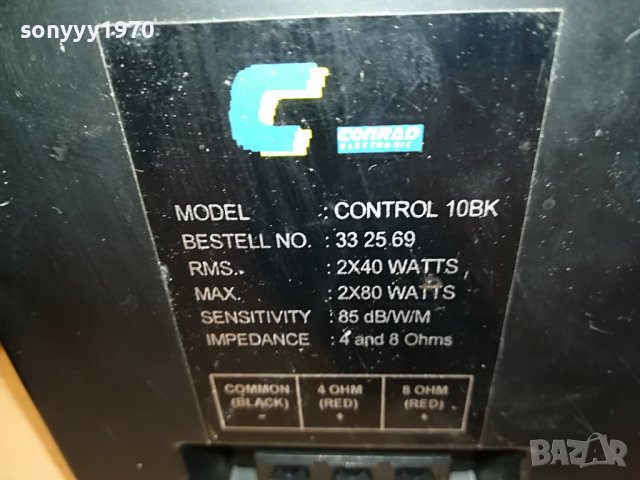 sonyyy1970
C
CONRAD
ELECTRONIC
MODEL : CONTROL 10BK
BESTELL NO. : 33 25 69
RMS. : 2X40 WATTS
MAX. : 2X80 WATTS
SENSITIVITY : 85 dB/W/M
IMPEDANCE : 4 and 8 Ohms
COMMON (BLACK) -
4 OHM (RED) +
8 OHM (RED) +
BAZAR